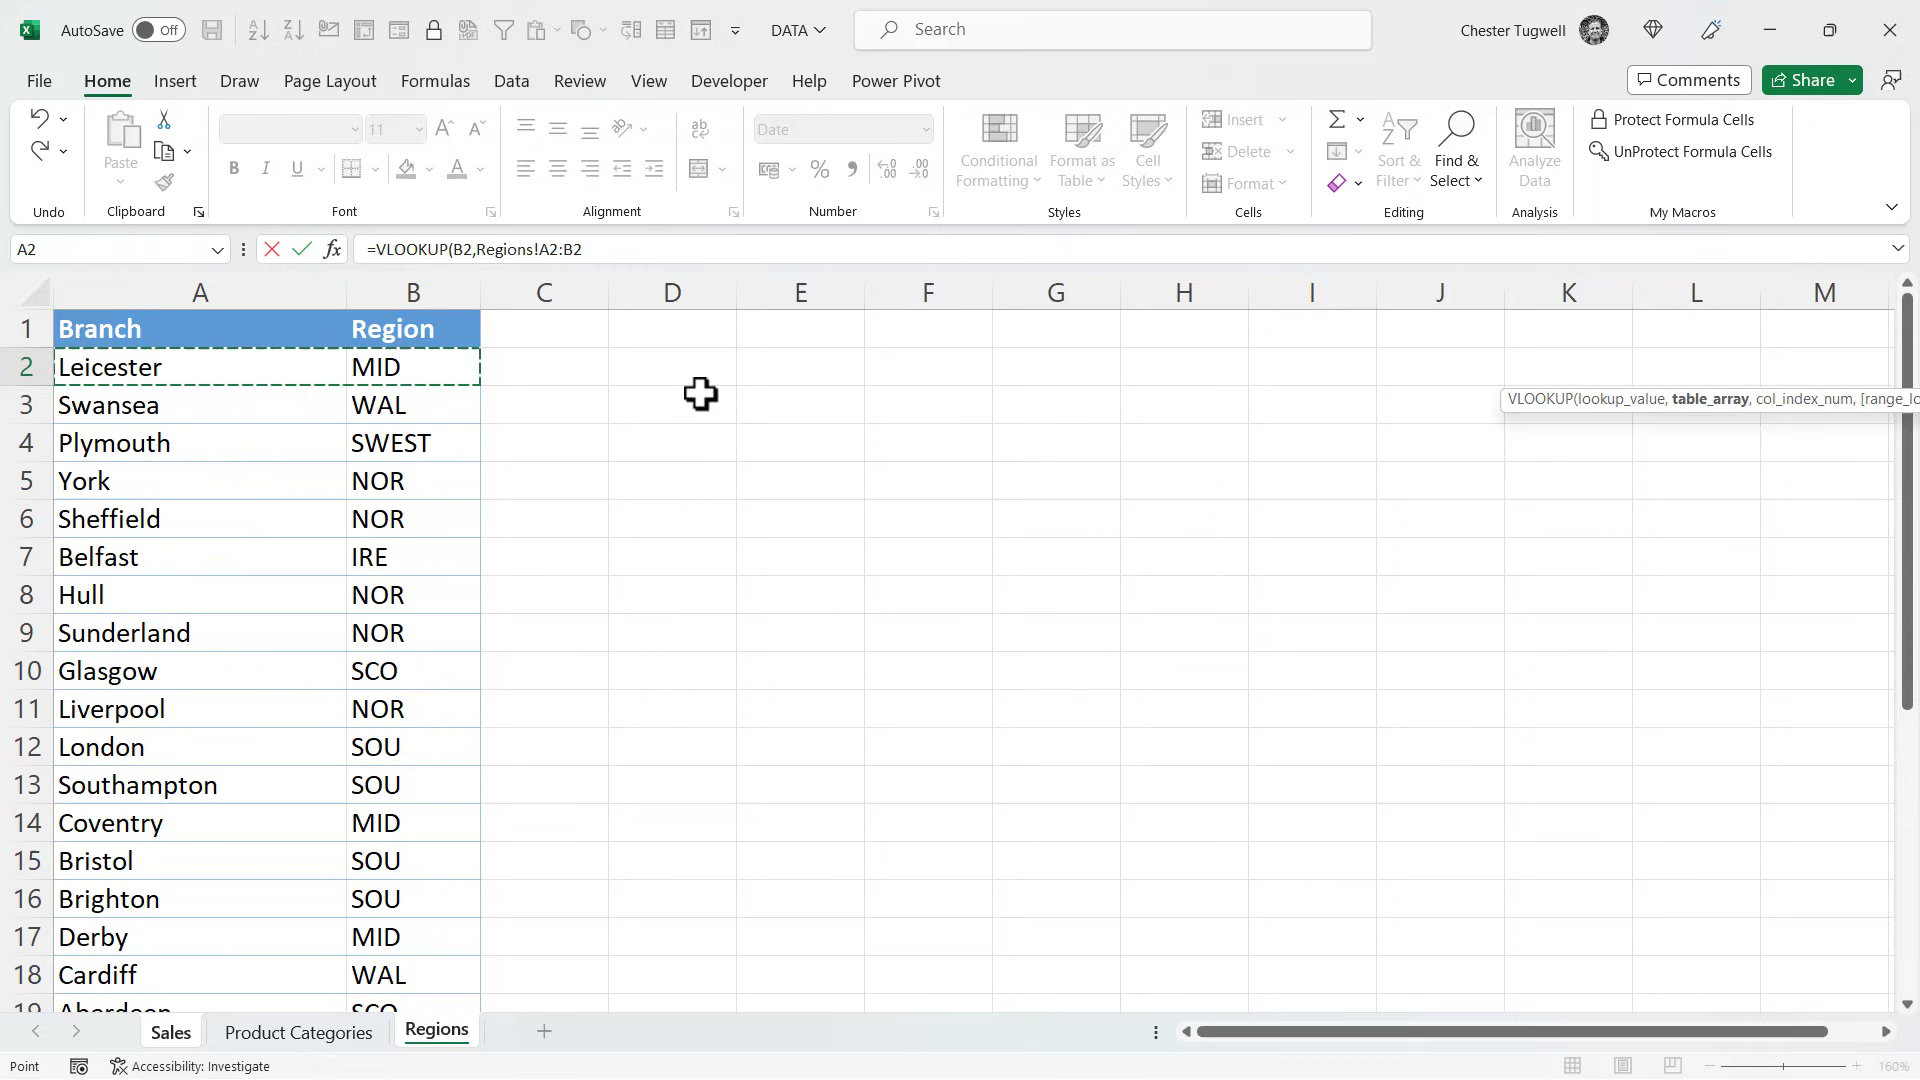 AutoSave Off DATA Search Chester Tugwell
File Home Insert Draw Page Layout Formulas Data Review View Developer Help Power Pivot Comments Share
Paste 11 Date Conditional Formatting Format as Table Cell Styles Insert Delete Format Sort & Filter Find & Select Analyze Data Protect Formula Cells UnProtect Formula Cells
Undo Clipboard Font Alignment Number Styles Cells Editing Analysis My Macros
A2 fx =VLOOKUP(B2,Regions!A2:B2
A B C D E F G H I J K L M
1 Branch Region
2 Leicester MID
3 Swansea WAL VLOOKUP(lookup_value, table_array, col_index_num, [range_lo
4 Plymouth SWEST
5 York NOR
6 Sheffield NOR
7 Belfast IRE
8 Hull NOR
9 Sunderland NOR
10 Glasgow SCO
11 Liverpool NOR
12 London SOU
13 Southampton SOU
14 Coventry MID
15 Bristol SOU
16 Brighton SOU
17 Derby MID
18 Cardiff WAL
19 Aberdeen SCO
Sales Product Categories Regions
Point Accessibility: Investigate 160%